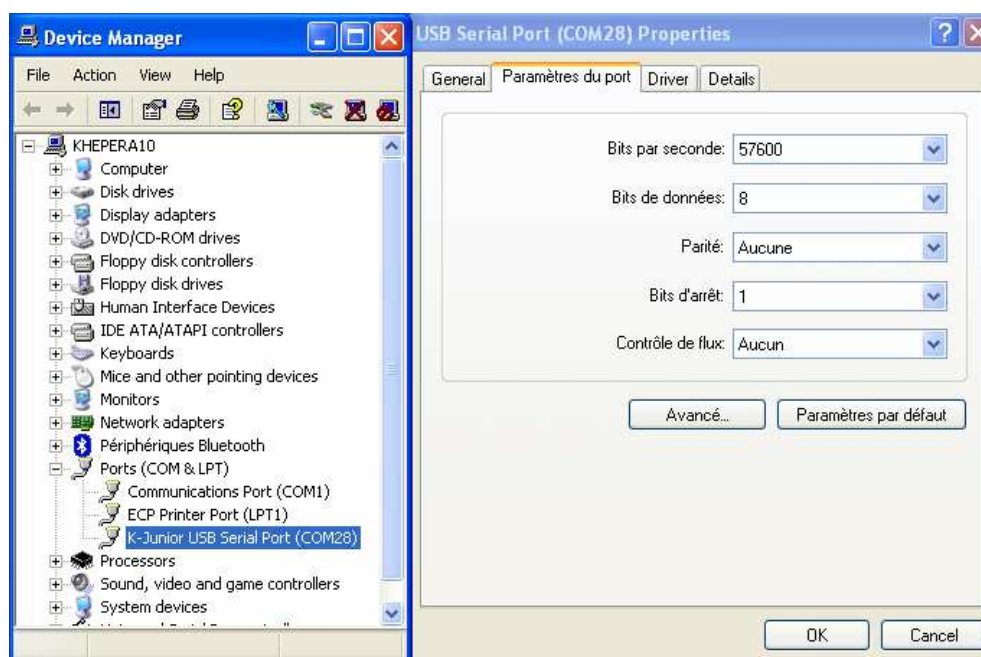 Device Manager
File Action View Help
KHEPERA10
Computer
Disk drives
Display adapters
DVD/CD-ROM drives
Floppy disk controllers
Floppy disk drives
Human Interface Devices
IDE ATA/ATAPI controllers
Keyboards
Mice and other pointing devices
Monitors
Network adapters
Périphériques Bluetooth
Ports (COM & LPT)
Communications Port (COM1)
ECP Printer Port (LPT1)
K-Junior USB Serial Port (COM28)
Processors
Sound, video and game controllers
System devices
USB Serial Port (COM28) Properties
General Paramètres du port Driver Details
Bits par seconde: 57600
Bits de données: 8
Parité: Aucune
Bits d'arrêt: 1
Contrôle de flux: Aucun
Avancé... Paramètres par défaut
OK Cancel